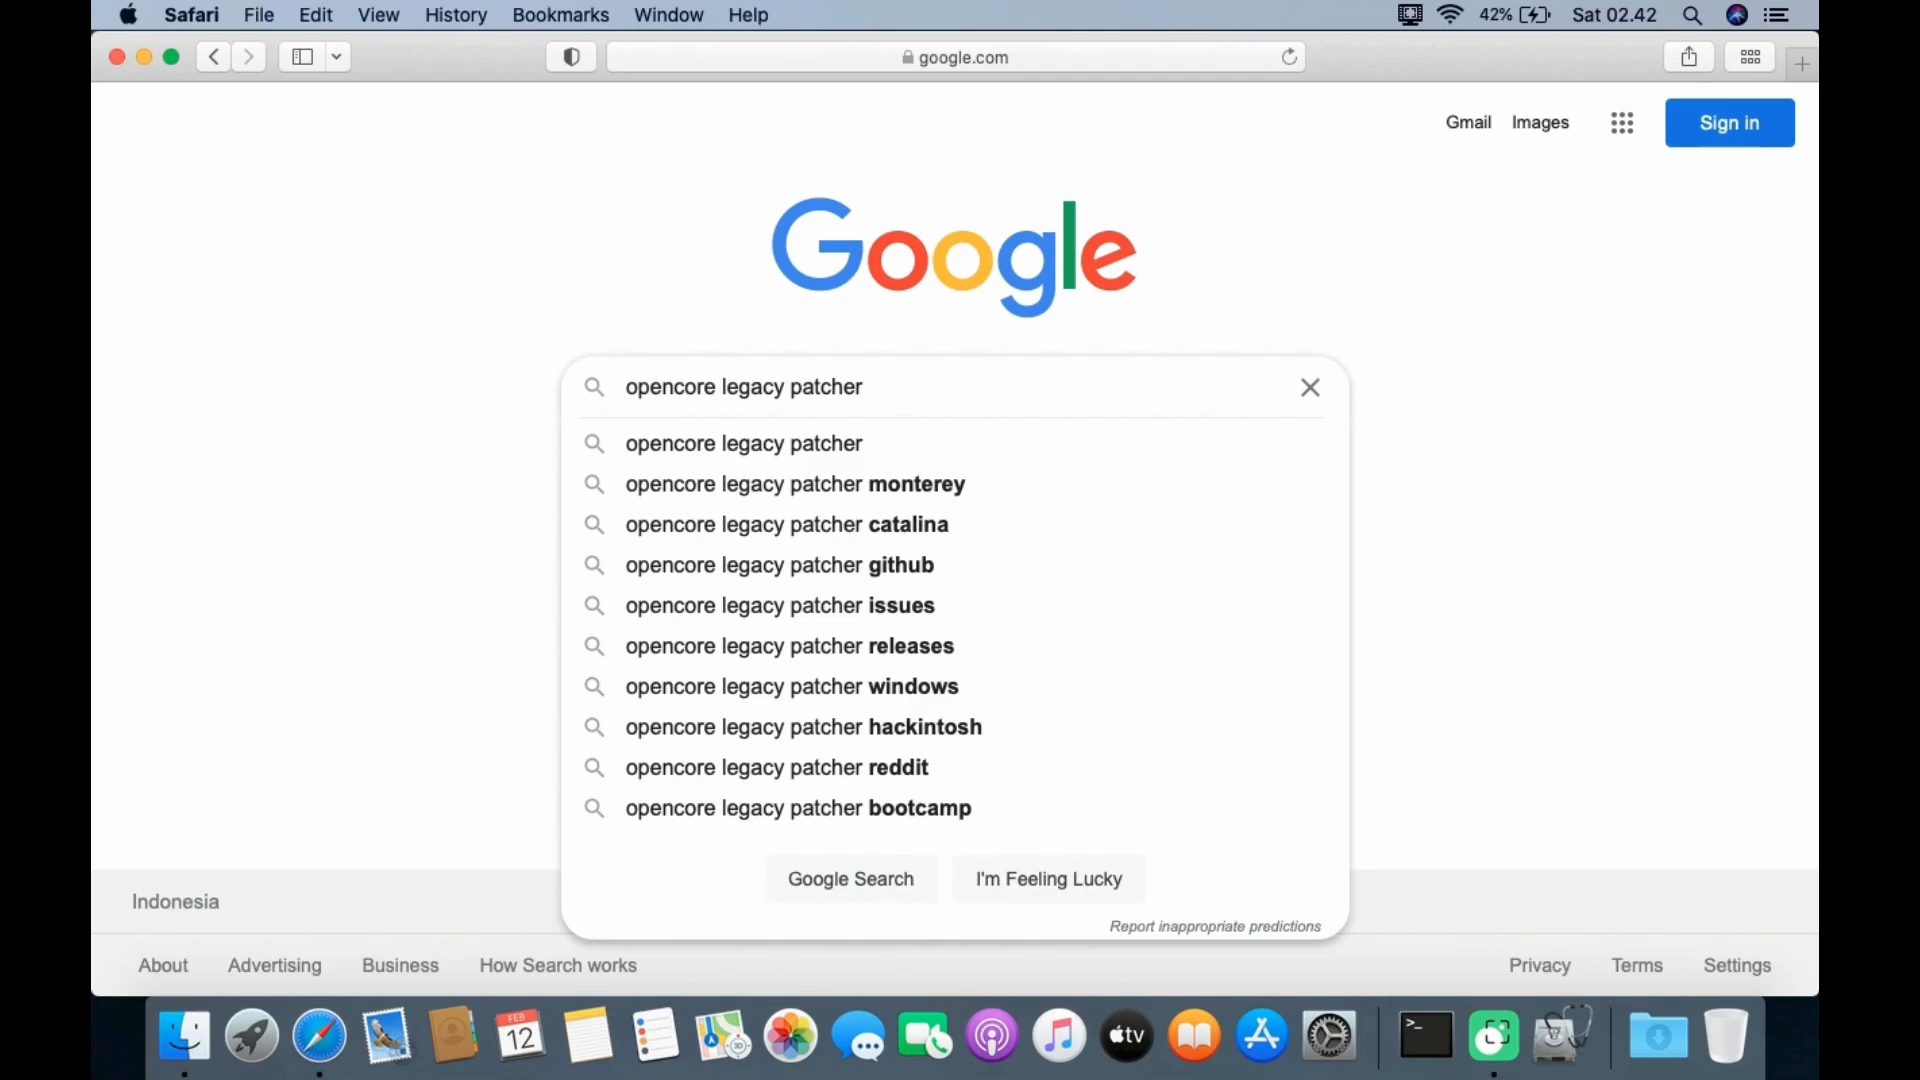 Safari File Edit View History Bookmarks Window Help 42% Sat 02.42
google.com
Gmail Images Sign in
Google
opencore legacy patcher
opencore legacy patcher
opencore legacy patcher monterey
opencore legacy patcher catalina
opencore legacy patcher github
opencore legacy patcher issues
opencore legacy patcher releases
opencore legacy patcher windows
opencore legacy patcher hackintosh
opencore legacy patcher reddit
opencore legacy patcher bootcamp
Google Search I'm Feeling Lucky
Report inappropriate predictions
Indonesia
About Advertising Business How Search works Privacy Terms Settings
FEB
12
tv
>_